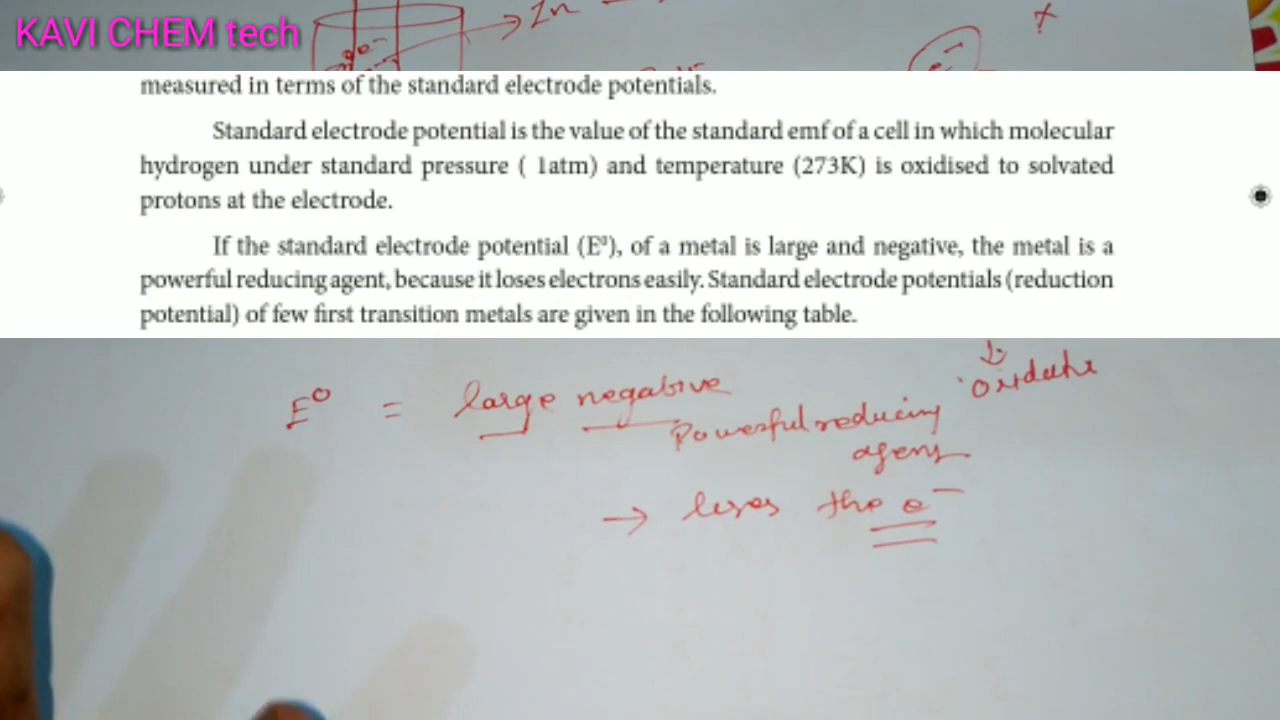 KAVI CHEM tech
Zn
e-
measured in terms of the standard electrode potentials.
Standard electrode potential is the value of the standard emf of a cell in which molecular
hydrogen under standard pressure ( 1atm) and temperature (273K) is oxidised to solvated
protons at the electrode.
If the standard electrode potential (E⁰), of a metal is large and negative, the metal is a
powerful reducing agent, because it loses electrons easily. Standard electrode potentials (reduction
potential) of few first transition metals are given in the following table.
E⁰ = large negative
Powerful reducing
agent
→ loses the e⁻